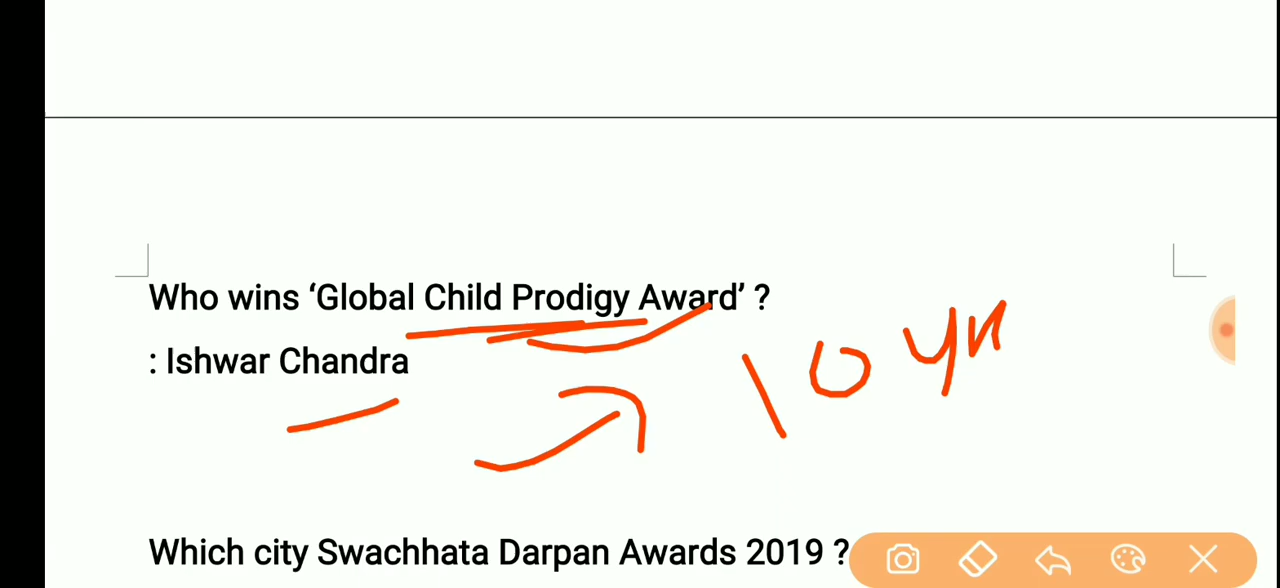 Who wins ‘Global Child Prodigy Award’ ?
: Ishwar Chandra
10 yr
Which city Swachhata Darpan Awards 2019 ?